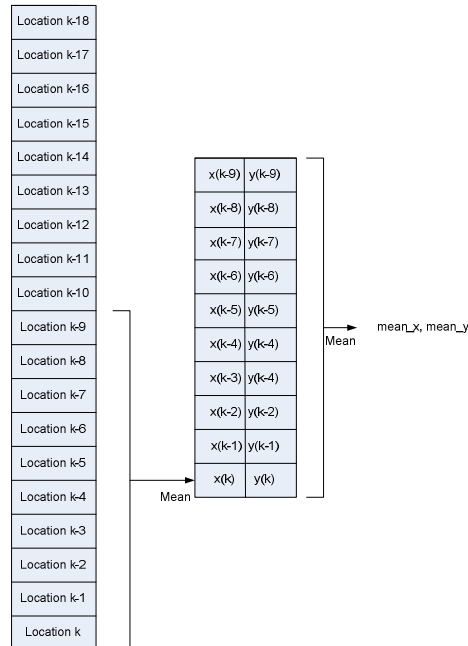 Location k-18
Location k-17
Location k-16
Location k-15
Location k-14
Location k-13
Location k-12
Location k-11
Location k-10
Location k-9
Location k-8
Location k-7
Location k-6
Location k-5
Location k-4
Location k-3
Location k-2
Location k-1
Location k
Mean
x(k-9) y(k-9)
x(k-8) y(k-8)
x(k-7) y(k-7)
x(k-6) y(k-6)
x(k-5) y(k-5)
x(k-4) y(k-4)
x(k-3) y(k-4)
x(k-2) y(k-2)
x(k-1) y(k-1)
x(k) y(k)
Mean
mean_x, mean_y